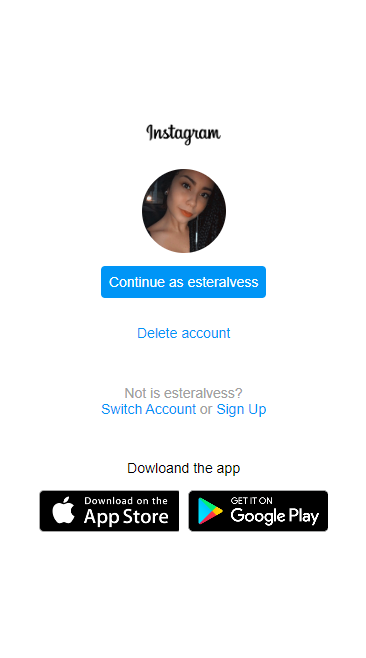 Instagram
Continue as esteralvess
Delete account
Not is esteralvess?
Switch Account or Sign Up
Dowloand the app
Download on the
App Store
GET IT ON
Google Play